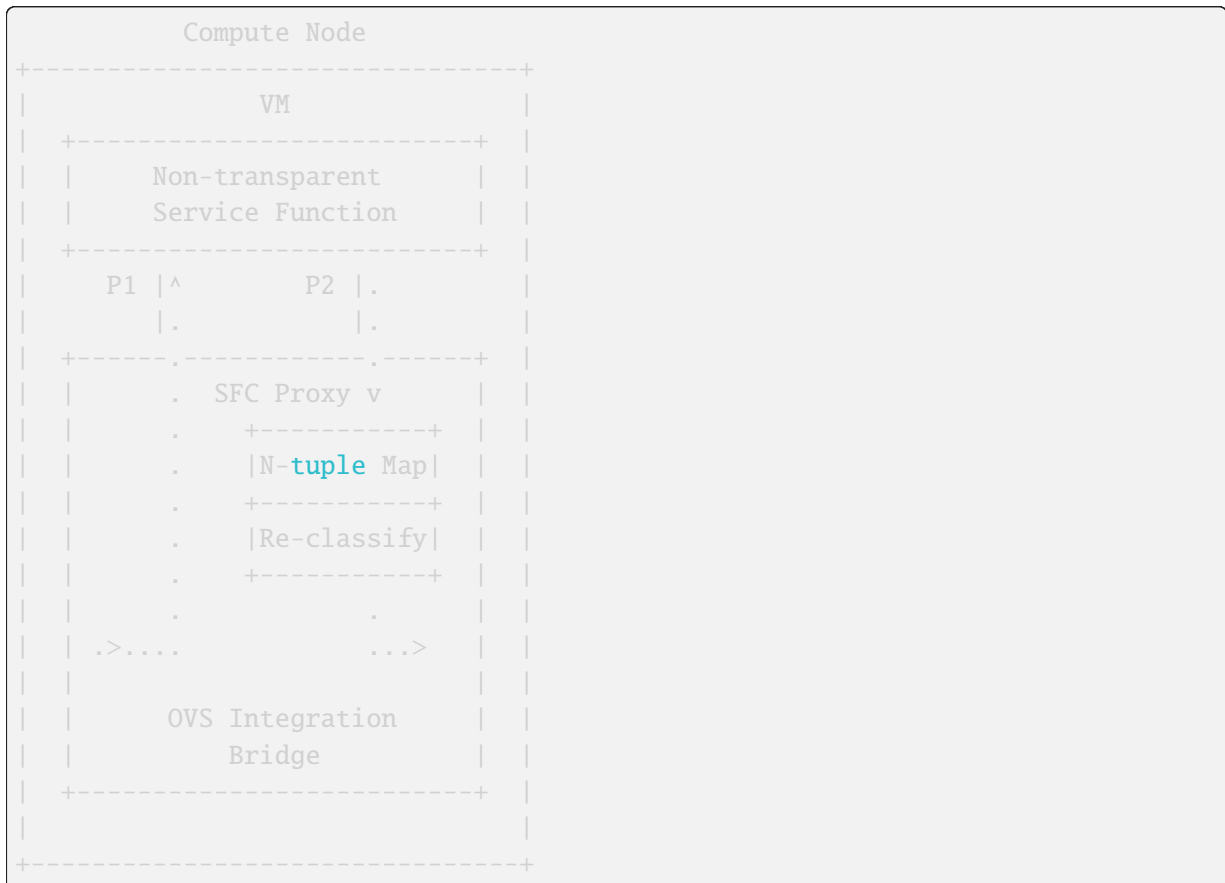 Compute Node
+--------------------------------+
|               VM               |
|  +--------------------------+  |
|  |     Non-transparent      |  |
|  |     Service Function     |  |
|  +--------------------------+  |
|     P1 |^        P2 |.         |
|        |.           |.         |
|  +------.------------.------+  |
|  |      .  SFC Proxy v      |  |
|  |      .    +-----------+  |  |
|  |      .    |N-tuple Map|  |  |
|  |      .    +-----------+  |  |
|  |      .    |Re-classify|  |  |
|  |      .    +-----------+  |  |
|  |      .            .      |  |
|  | .>....            ...>   |  |
|  |                          |  |
|  |      OVS Integration     |  |
|  |          Bridge          |  |
|  +--------------------------+  |
|                                |
+--------------------------------+